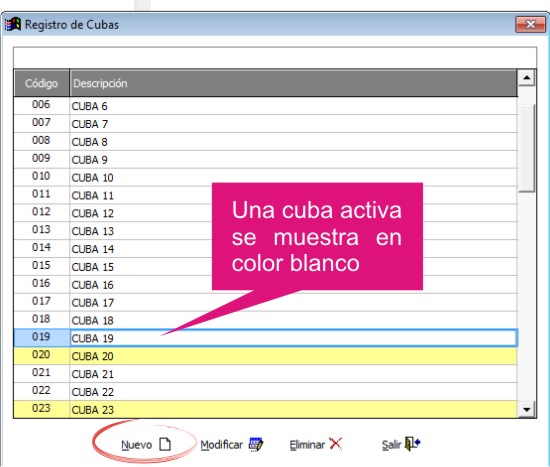 Registro de Cubas
Código Descripción
006 CUBA 6
007 CUBA 7
008 CUBA 8
009 CUBA 9
010 CUBA 10
011 CUBA 11
012 CUBA 12
013 CUBA 13
014 CUBA 14
015 CUBA 15
016 CUBA 16
017 CUBA 17
018 CUBA 18
019 CUBA 19
020 CUBA 20
021 CUBA 21
022 CUBA 22
023 CUBA 23
Una cuba activa
se muestra en
color blanco
Nuevo Modificar Eliminar Salir